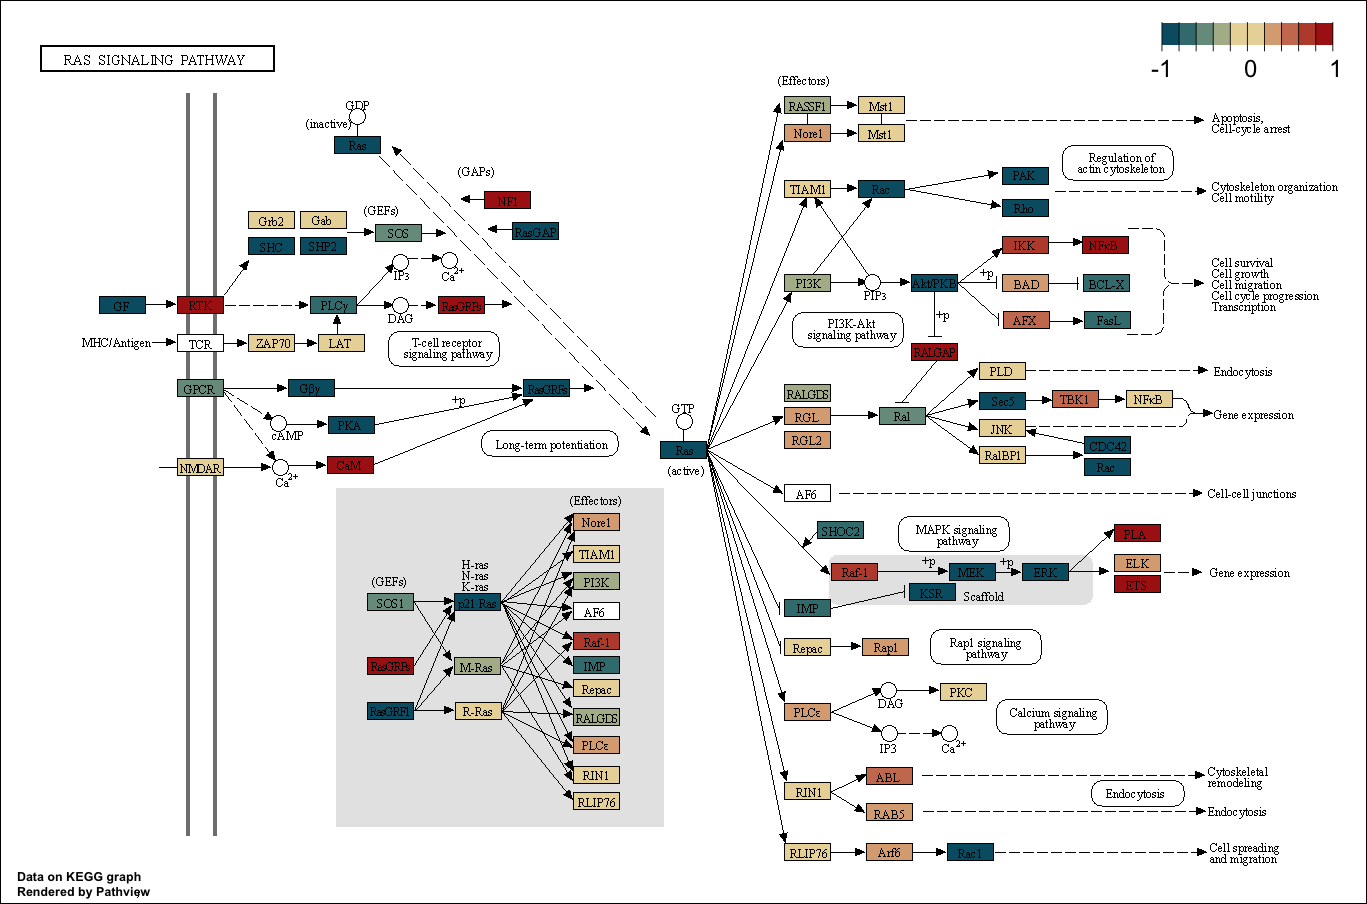 RAS SIGNALING PATHWAY
-1 0 1
GDP
(inactive)
Ras
(GAPs)
NF1
RasGAP
(GEFs)
Grb2 Gab
SOS
SHC SHP2
IP3 Ca2+
GF RTK PLCγ DAG RasGRPs
MHC/Antigen TCR ZAP70 LAT
T-cell receptor
signaling pathway
GPCR Gβγ RasGRFs
+p
cAMP PKA
Long-term potentiation
NMDAR Ca2+ CaM
GTP
Ras
(active)
(Effectors)
RASSF1 Mst1
Nore1 Mst1
Apoptosis,
Cell-cycle arrest
Regulation of
actin cytoskeleton
TIAM1 Rac PAK
Rho
Cytoskeleton organization
Cell motility
IKK NFκB
PI3K PIP3 Akt/PKB +p BAD BCL-X
AFX FasL
Cell survival
Cell growth
Cell migration
Cell cycle progression
Transcription
PI3K-Akt
signaling pathway
+p
RALGAP
PLD Endocytosis
RALGDS
RGL Ral
RGL2
Sec5 TBK1 NFκB
Gene expression
JNK CDC42
RalBP1 Rac
AF6 Cell-cell junctions
SHOC2
MAPK signaling
pathway
Raf-1 +p MEK +p ERK
PLA
ELK
ETS
Gene expression
IMP KSR Scaffold
Repac Rap1
Rap1 signaling
pathway
PLCε DAG PKC
IP3 Ca2+
Calcium signaling
pathway
RIN1 ABL
RAB5
Cytoskeletal
remodeling
Endocytosis
Endocytosis
RLIP76 Arf6 Rac1
Cell spreading
and migration
(Effectors)
Nore1
TIAM1
PI3K
AF6
Raf-1
IMP
Repac
RALGDS
PLCε
RIN1
RLIP76
H-ras
N-ras
K-ras
(GEFs)
SOS1 p21 Ras
RasGRPs M-Ras
RasGRF1 R-Ras
Data on KEGG graph
Rendered by Pathview